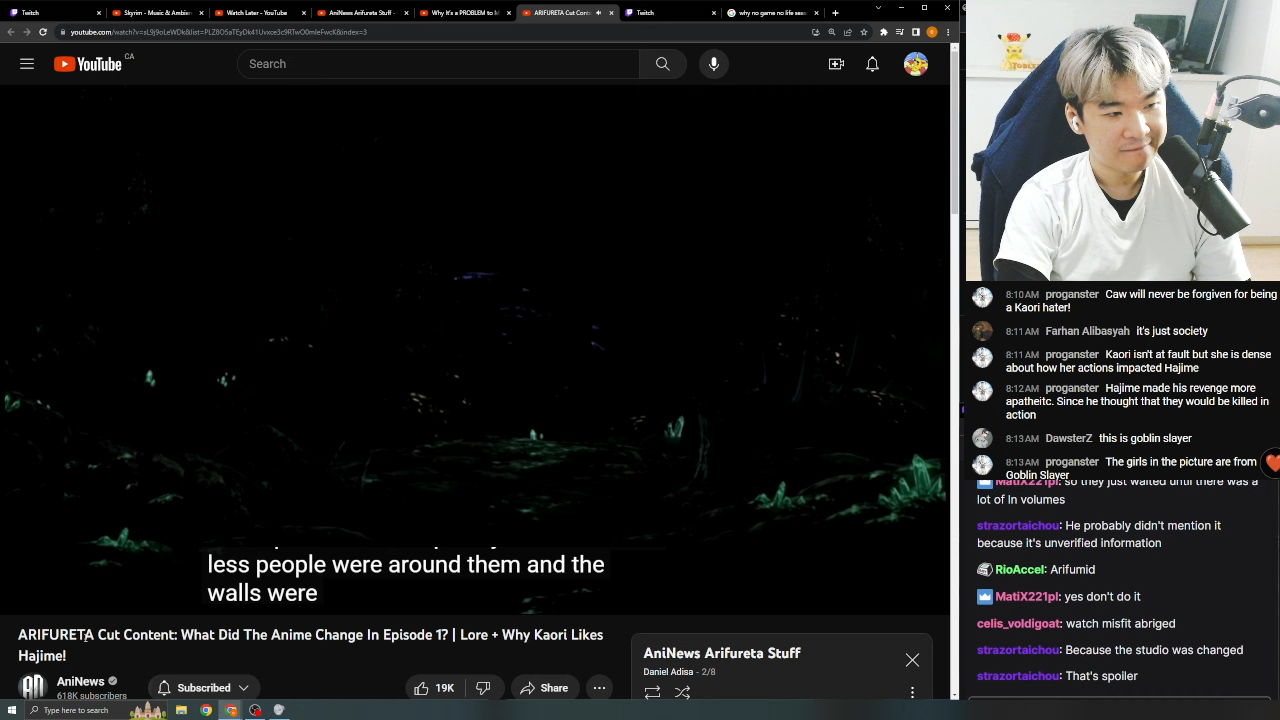 Twitch
Skyrim - Music & Ambien
Watch Later - YouTube
AniNews Arifureta Stuff -
Why It's a PROBLEM to M
ARIFURETA Cut Conte
Twitch
why no game no life seas
youtube.com/watch?v=sL9j9oLeWDk&list=PLZ8O5aTEyDk41Uvxce3c9RTwO0mIeFwcK&index=3
YouTube CA
Search
less people were around them and the
walls were
ARIFURETA Cut Content: What Did The Anime Change In Episode 1? | Lore + Why Kaori Likes
Hajime!
AniNews
618K subscribers
Subscribed
19K
Share
AniNews Arifureta Stuff
Daniel Adisa - 2/8
Type here to search
8:10 AM proganster Caw will never be forgiven for being
a Kaori hater!
8:11 AM Farhan Alibasyah it's just society
8:11 AM proganster Kaori isn't at fault but she is dense
about how her actions impacted Hajime
8:12 AM proganster Hajime made his revenge more
apatheitc. Since he thought that they would be killed in
action
8:13 AM DawsterZ this is goblin slayer
8:13 AM proganster The girls in the picture are from
Goblin Slayer
MatiX221pl: so they just waited until there was a
lot of ln volumes
strazortaichou: He probably didn't mention it
because it's unverified information
RioAccel: Arifumid
MatiX221pl: yes don't do it
celis_voldigoat: watch misfit abriged
strazortaichou: Because the studio was changed
strazortaichou: That's spoiler